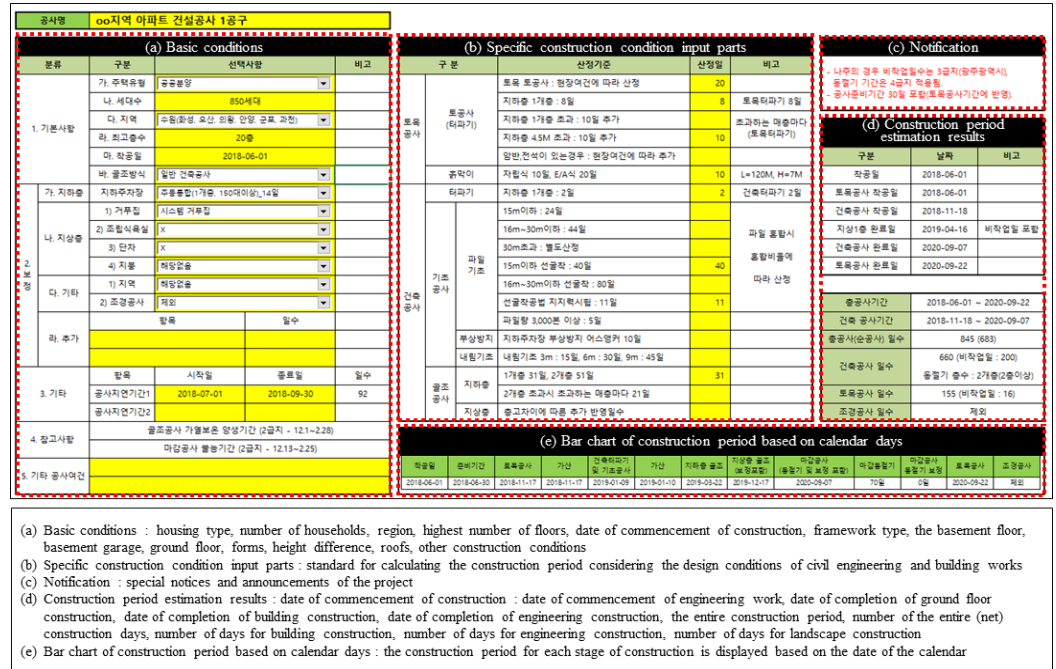 공사명 oo지역 아파트 건설공사 1공구
(a) Basic conditions
분류 구분 선택사항 비고
1. 기본사항
가. 주택유형 공공분양
나. 세대수 850세대
다. 지역 수원(화성, 오산, 의왕, 안양, 군포, 과천)
라. 최고층수 20층
마. 착공일 2018-06-01
바. 골조방식 일반 건축공사
2. 보정
가. 지하층 지하주차장 주동통합(1개층, 150대이상)_14일
나. 지상층
1) 거푸집 시스템 거푸집
2) 조립식욕실 X
3) 단차 X
4) 지붕 해당없음
다. 기타
1) 지역 해당없음
2) 조경공사 제외
라. 추가
항목 일수
3. 기타
항목 시작일 종료일 일수
공사지연기간1 2018-07-01 2018-09-30 92
공사지연기간2
4. 참고사항
골조공사 가열보온 양생기간 (2급지 - 12.1~2.28)
마감공사 불능기간 (2급지 - 12.13~2.25)
5. 기타 공사여건
(b) Specific construction condition input parts
구 분 산정기준 산정일 비고
토목공사
토공사 (터파기)
토목 토공사 : 현장여건에 따라 산정 20
지하층 1개층 : 8일 8 토목터파기 8일
지하층 1개층 초과 : 10일 추가
초과하는 매층마다 (토목터파기)
지하층 4.5M 초과 : 10일 추가 10
암반,전석이 있는경우 : 현장여건에 따라 추가
흙막이 자립식 10일, E/A식 20일 10 L=120M, H=7M
건축공사
터파기 지하층 1개층 : 2일 2 건축터파기 2일
기초공사
파일기초
15m이하 : 24일
16m~30m이하 : 44일
30m초과 : 별도산정
15m이하 선굴착 : 40일 40
16m~30m이하 선굴착 : 80일
선굴착공법 지지력시험 : 11일 11
파일량 3,000본 이상 : 5일
파일 혼합시
혼합비율에
따라 산정
부상방지 지하주차장 부상방지 어스앵커 10일
내림기초 내림기초 3m : 15일, 6m : 30일, 9m : 45일
골조공사
지하층
1개층 31일, 2개층 51일 31
2개층 초과시 초과하는 매층마다 21일
지상층 층고차이에 따른 추가 반영일수
(c) Notification
- 나주의 경우 비작업일수는 3급지(광주광역시),
동절기 기간은 4급지 적용됨.
- 공사준비기간 30일 포함(토목공사기간에 반영).
(d) Construction period
estimation results
구분 날짜 비고
착공일 2018-06-01
토목공사 착공일 2018-06-01
건축공사 착공일 2018-11-18
지상1층 완료일 2019-04-16 비작업일 포함
건축공사 완료일 2020-09-07
토목공사 완료일 2020-09-22
총공사기간 2018-06-01 ~ 2020-09-22
건축 공사기간 2018-11-18 ~ 2020-09-07
총공사(순공사) 일수 845 (683)
건축공사 일수
660 (비작업일 : 200)
동절기 층수 : 2개층(2층이상)
토목공사 일수 155 (비작업일 : 16)
조경공사 일수 제외
(e) Bar chart of construction period based on calendar days
착공일 준비기간 토목공사 가산 건축터파기 및 기초공사 가산 지하층 골조 지상층 골조 (보정포함) 마감공사 (동절기 및 보정 포함) 마감동절기 마감공사 동절기 보정 토목공사 조경공사
2018-06-01 2018-06-30 2018-11-17 2018-11-17 2019-01-09 2019-01-10 2019-03-22 2019-12-17 2020-09-07 70일 0일 2020-09-22 제외
(a) Basic conditions : housing type, number of households, region, highest number of floors, date of commencement of construction, framework type, the basement floor,
basement garage, ground floor, forms, height difference, roofs, other construction conditions
(b) Specific construction condition input parts : standard for calculating the construction period considering the design conditions of civil engineering and building works
(c) Notification : special notices and announcements of the project
(d) Construction period estimation results : date of commencement of construction : date of commencement of engineering work, date of completion of ground floor
construction, date of completion of building construction, date of completion of engineering construction, the entire construction period, number of the entire (net)
construction days, number of days for building construction, number of days for engineering construction, number of days for landscape construction
(e) Bar chart of construction period based on calendar days : the construction period for each stage of construction is displayed based on the date of the calendar